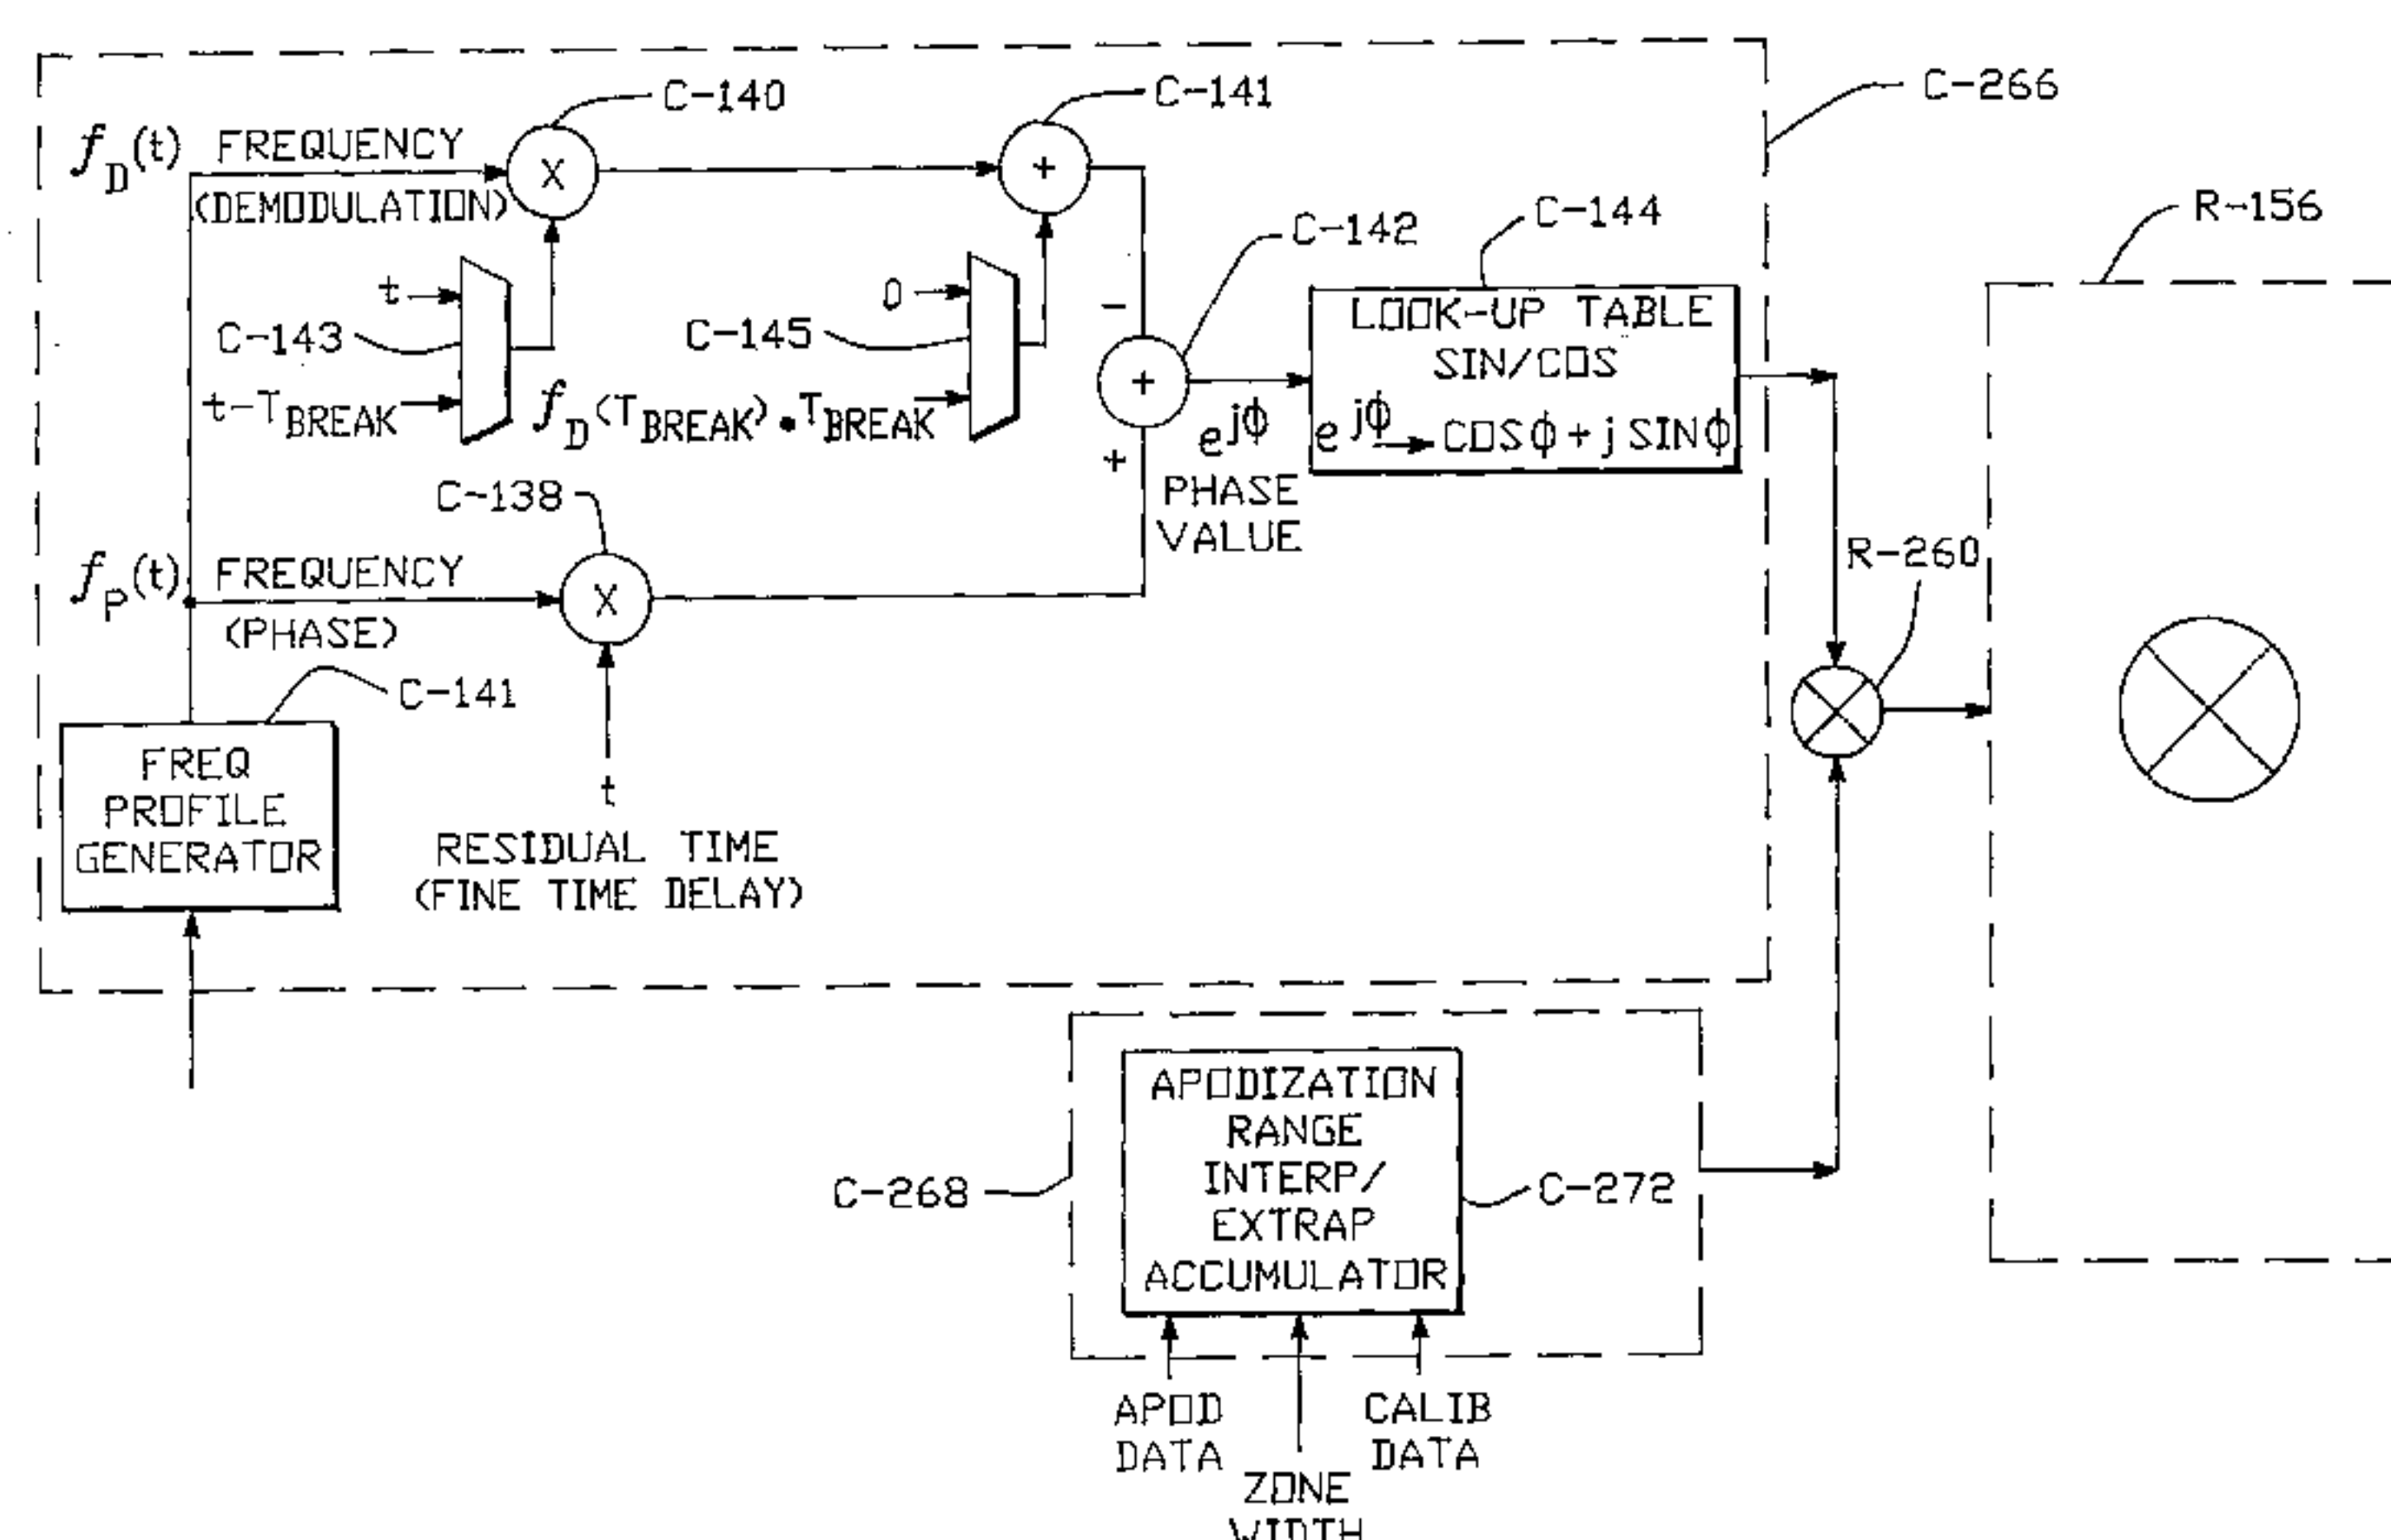 C-140
C-141
C-266
f_D(t) FREQUENCY
(DEMODULATION)
X
+
R-156
C-142
C-144
t
0
C-143
C-145
−
LOOK-UP TABLE
SIN/COS
e^jϕ → COSϕ + j SINϕ
t-T_BREAK
f_D(T_BREAK) • T_BREAK
+
e^jϕ
+
PHASE
VALUE
C-138
R-260
f_P(t) FREQUENCY
(PHASE)
X
C-141
FREQ
PROFILE
GENERATOR
t
RESIDUAL TIME
(FINE TIME DELAY)
APODIZATION
RANGE
INTERP/
EXTRAP
ACCUMULATOR
C-268
C-272
APOD
DATA
ZONE
WIDTH
CALIB
DATA